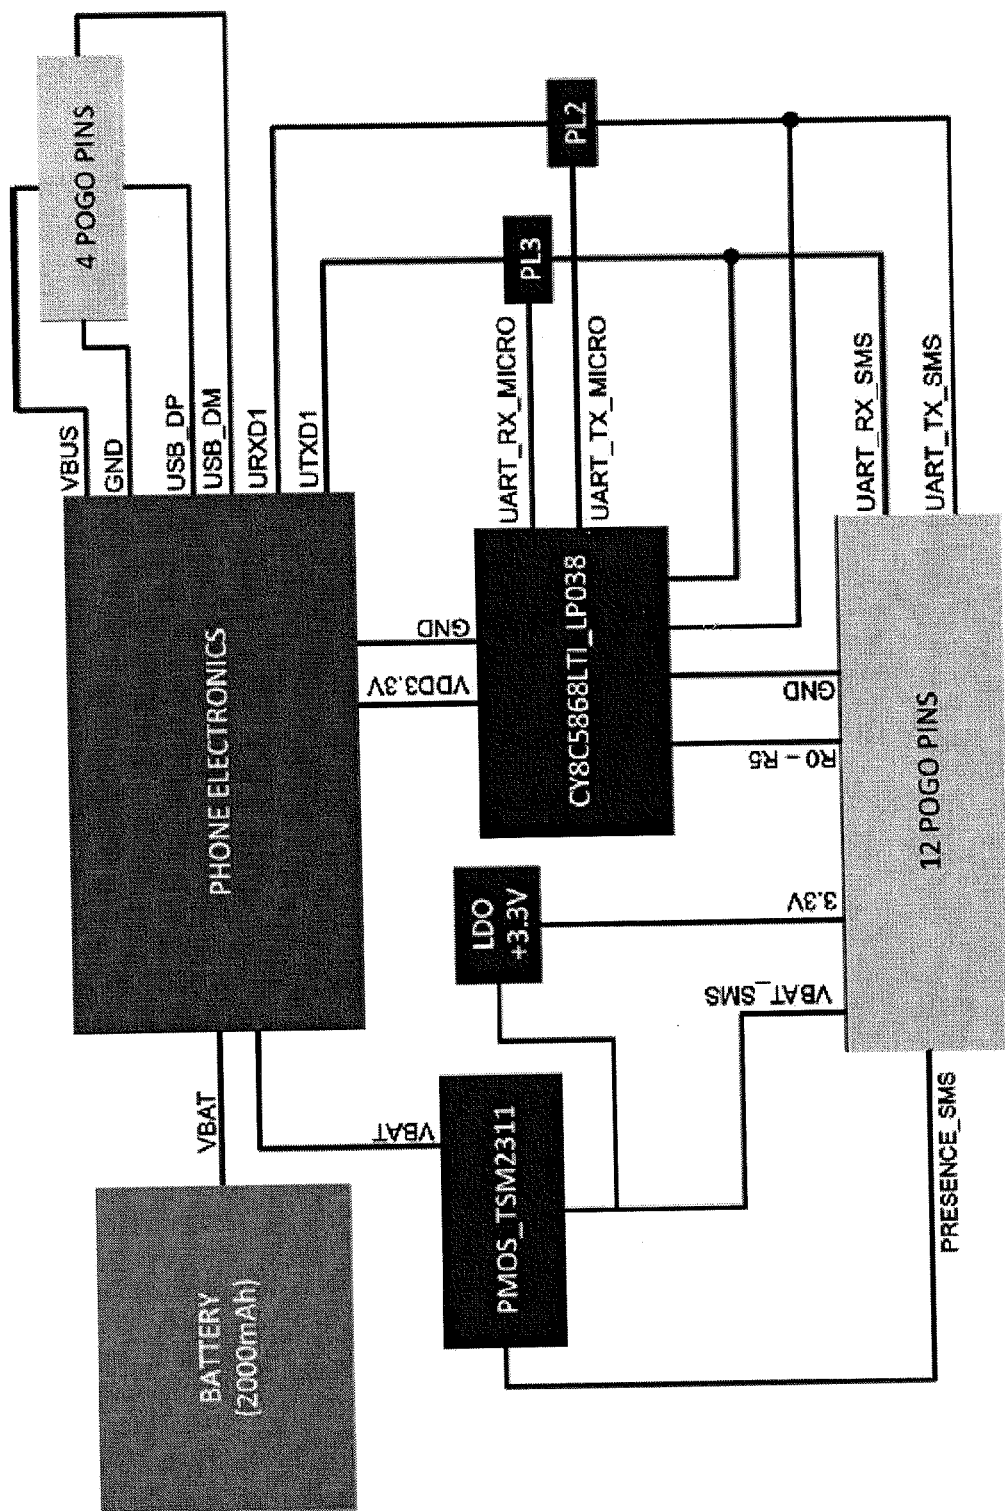 BATTERY
(2000mAh)
VBAT
PHONE ELECTRONICS
VBUS
GND
USB_DP
USB_DM
URXD1
UTXD1
4 POGO PINS
VBAT
VDD3.3V
GND
PMOS_TSM2311
LDO
+3.3V
CY8C5868LTI_LP038
UART_RX_MICRO
UART_TX_MICRO
PL3
PL2
VBAT_SMS
3.3V
R0 – R5
GND
UART_RX_SMS
UART_TX_SMS
PRESENCE_SMS
12 POGO PINS